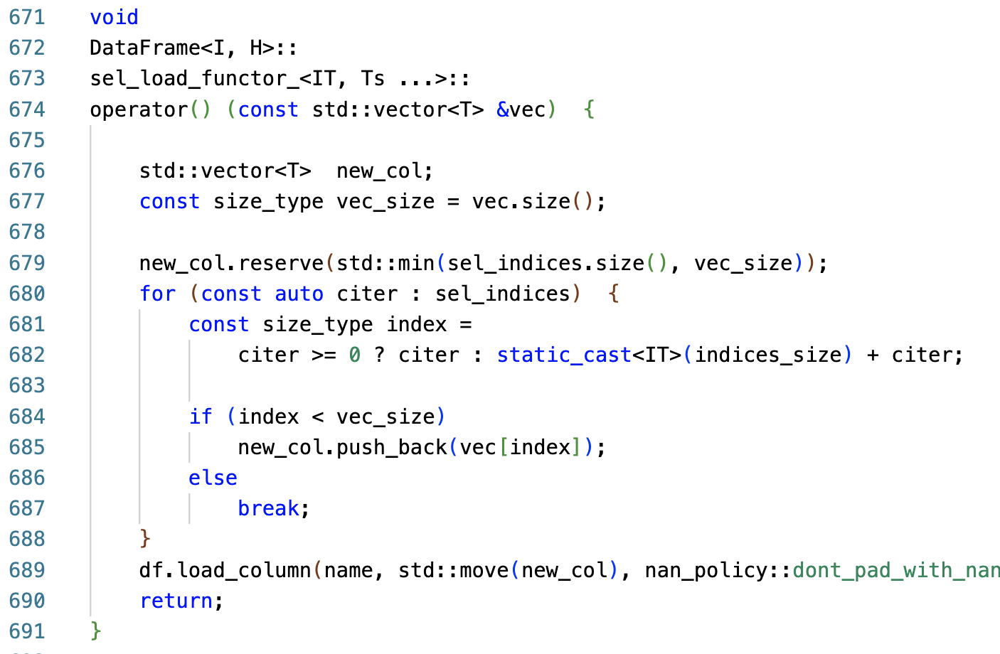 671 void
672 DataFrame<I, H>::
673 sel_load_functor_<IT, Ts ...>::
674 operator() (const std::vector<T> &vec)  {
675
676     std::vector<T>  new_col;
677     const size_type vec_size = vec.size();
678
679     new_col.reserve(std::min(sel_indices.size(), vec_size));
680     for (const auto citer : sel_indices)  {
681         const size_type index =
682             citer >= 0 ? citer : static_cast<IT>(indices_size) + citer;
683
684         if (index < vec_size)
685             new_col.push_back(vec[index]);
686         else
687             break;
688     }
689     df.load_column(name, std::move(new_col), nan_policy::dont_pad_with_nan
690     return;
691 }